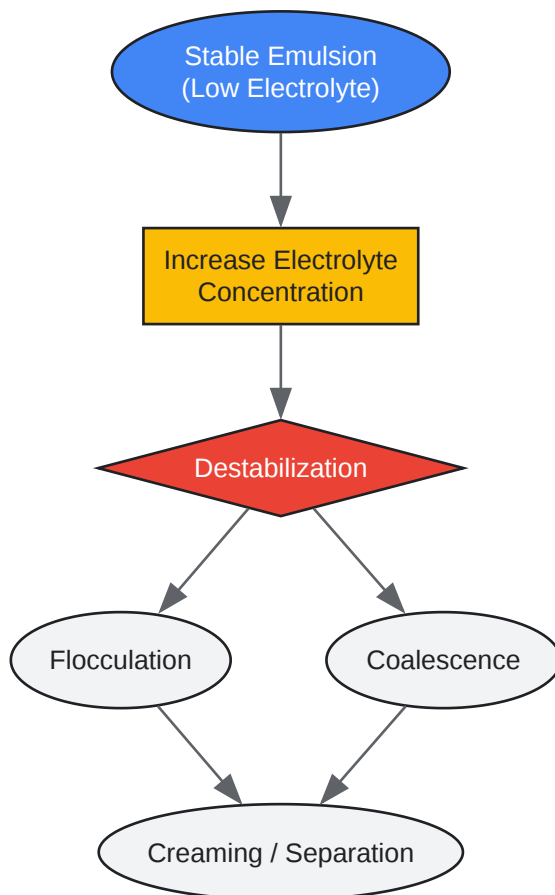 Stable Emulsion
(Low Electrolyte)
Increase Electrolyte
Concentration
Destabilization
Flocculation
Coalescence
Creaming / Separation